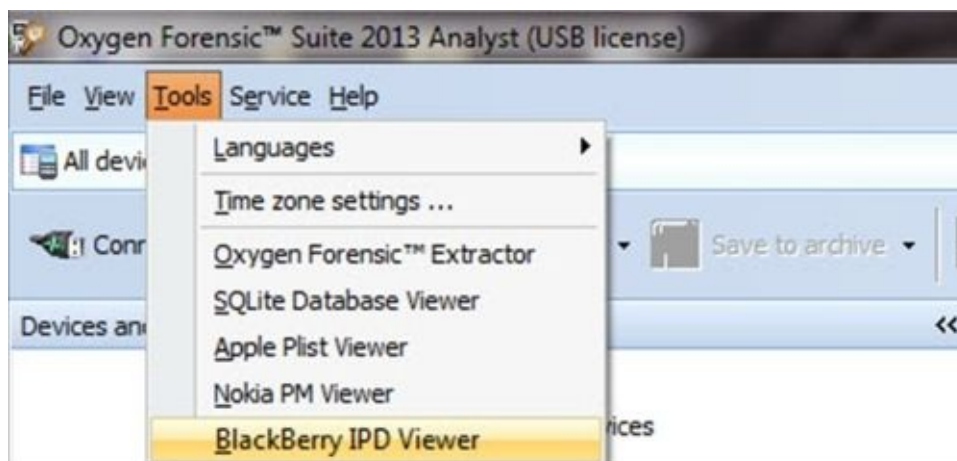 Oxygen Forensic™ Suite 2013 Analyst (USB license)
File View Tools Service Help
All devi
Languages
Time zone settings ...
Conn
Oxygen Forensic™ Extractor
Save to archive
SQLite Database Viewer
Devices and
<<
Apple Plist Viewer
Nokia PM Viewer
vices
BlackBerry IPD Viewer